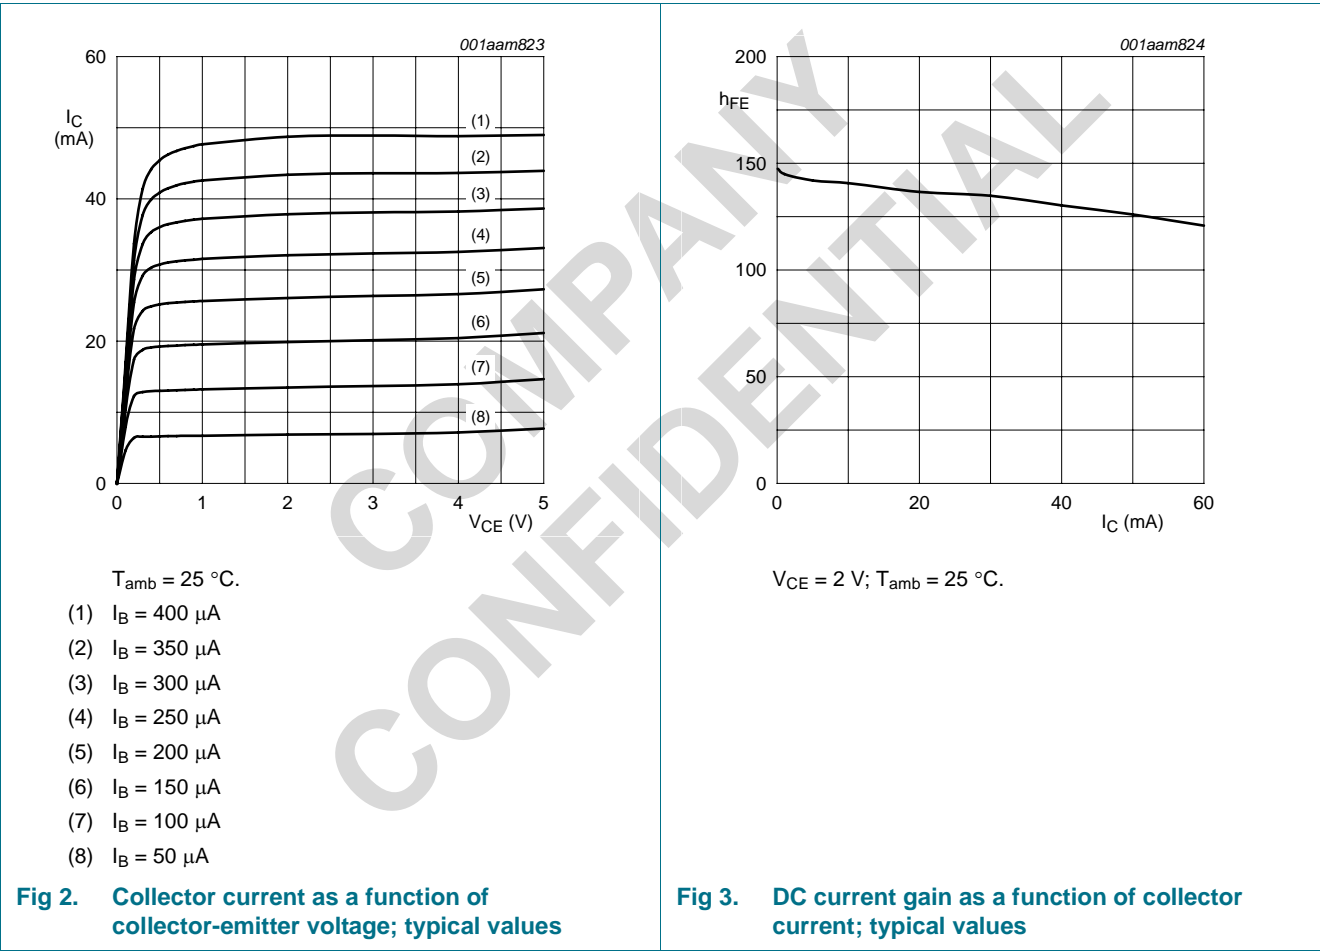 001aam823
60
IC
(mA)
(1)
(2)
40
(3)
(4)
(5)
20
(6)
(7)
(8)
0
0 1 2 3 4 5
VCE (V)
Tamb = 25 °C.
(1) IB = 400 μA
(2) IB = 350 μA
(3) IB = 300 μA
(4) IB = 250 μA
(5) IB = 200 μA
(6) IB = 150 μA
(7) IB = 100 μA
(8) IB = 50 μA
Fig 2. Collector current as a function of
collector-emitter voltage; typical values
001aam824
200
hFE
150
100
50
0
0 20 40 60
IC (mA)
VCE = 2 V; Tamb = 25 °C.
Fig 3. DC current gain as a function of collector
current; typical values
COMPANY
CONFIDENTIAL